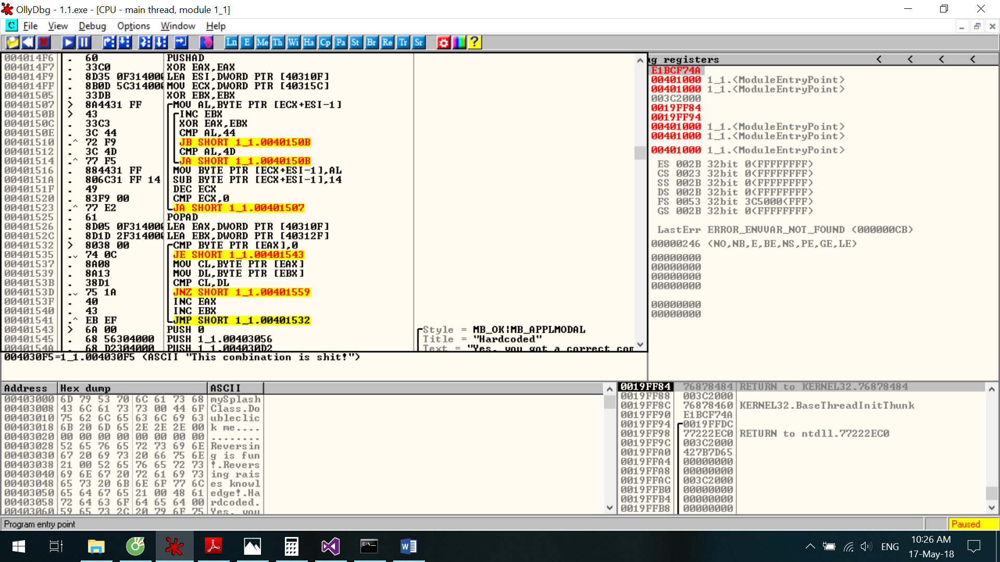 OllyDbg - 1.1.exe - [CPU - main thread, module 1_1]
C File View Debug Options Window Help
Ln E Me Th Wi Ha Cp Pa St Br Re Tr Sr ?
004014F6 . 60 PUSHAD
004014F7 . 33C0 XOR EAX,EAX
004014F9 . 8D35 0F314000 LEA ESI,DWORD PTR [40310F]
004014FF . 8B0D 5C314000 MOV ECX,DWORD PTR [40315C]
00401505 . 33DB XOR EBX,EBX
00401507 > 8A4431 FF MOV AL,BYTE PTR [ECX+ESI-1]
0040150B > 43 INC EBX
0040150C . 33C3 XOR EAX,EBX
0040150E . 3C 44 CMP AL,44
00401510 .^ 72 F9 JB SHORT 1_1.0040150B
00401512 . 3C 4D CMP AL,4D
00401514 .^ 77 F5 JA SHORT 1_1.0040150B
00401516 . 884431 FF MOV BYTE PTR [ECX+ESI-1],AL
0040151A . 806C31 FF 14 SUB BYTE PTR [ECX+ESI-1],14
0040151F . 49 DEC ECX
00401520 . 83F9 00 CMP ECX,0
00401523 .^ 77 E2 JA SHORT 1_1.00401507
00401525 . 61 POPAD
00401526 . 8D05 0F314000 LEA EAX,DWORD PTR [40310F]
0040152C . 8D1D 2F314000 LEA EBX,DWORD PTR [40312F]
00401532 > 8038 00 CMP BYTE PTR [EAX],0
00401535 .v 74 0C JE SHORT 1_1.00401543
00401537 . 8A08 MOV CL,BYTE PTR [EAX]
00401539 . 8A13 MOV DL,BYTE PTR [EBX]
0040153B . 38D1 CMP CL,DL
0040153D .v 75 1A JNZ SHORT 1_1.00401559
0040153F . 40 INC EAX
00401540 . 43 INC EBX
00401541 .^ EB EF JMP SHORT 1_1.00401532
00401543 > 6A 00 PUSH 0 Style = MB_OK|MB_APPLMODAL
00401545 . 68 56304000 PUSH 1_1.00403056 Title = "Hardcoded"
0040154A . 68 D2304000 PUSH 1_1.004030D2 Text = "Yes, you got a correct com
004030F5=1_1.004030F5 (ASCII "This combination is shit!")
registers < < < <
E1BCF74A
00401000 1_1.<ModuleEntryPoint>
00401000 1_1.<ModuleEntryPoint>
003C2000
0019FF84
0019FF94
00401000 1_1.<ModuleEntryPoint>
00401000 1_1.<ModuleEntryPoint>
00401000 1_1.<ModuleEntryPoint>
ES 002B 32bit 0(FFFFFFFF)
CS 0023 32bit 0(FFFFFFFF)
SS 002B 32bit 0(FFFFFFFF)
DS 002B 32bit 0(FFFFFFFF)
FS 0053 32bit 3C5000(FFF)
GS 002B 32bit 0(FFFFFFFF)
LastErr ERROR_ENVVAR_NOT_FOUND (000000CB)
00000246 (NO,NB,E,BE,NS,PE,GE,LE)
00000000
00000000
00000000
00000000
00000000
00000000
Address Hex dump ASCII
00403000 6D 79 53 70 6C 61 73 68 mySplash
00403008 43 6C 61 73 73 00 44 6F Class.Do
00403010 75 62 6C 65 63 6C 69 63 ubleclic
00403018 6B 20 6D 65 2E 2E 2E 00 k me....
00403020 00 00 00 00 00 00 00 00 ........
00403028 52 65 76 65 72 73 69 6E Reversin
00403030 67 20 69 73 20 66 75 6E g is fun
00403038 21 00 52 65 76 65 72 73 !.Revers
00403040 69 6E 67 20 72 61 69 73 ing rais
00403048 65 73 20 6B 6E 6F 77 6C es knowl
00403050 65 64 67 65 21 00 48 61 edge!.Ha
00403058 72 64 63 6F 64 65 64 00 rdcoded.
00403060 59 65 73 2C 20 79 6F 75 Yes, you
0019FF84 76878484 RETURN to KERNEL32.76878484
0019FF88 003C2000
0019FF8C 76878460 KERNEL32.BaseThreadInitThunk
0019FF90 E1BCF74A
0019FF94 0019FFDC
0019FF98 77222EC0 RETURN to ntdll.77222EC0
0019FF9C 003C2000
0019FFA0 427B7D65
0019FFA4 00000000
0019FFA8 00000000
0019FFAC 003C2000
0019FFB0 00000000
0019FFB4 00000000
0019FFB8 00000000
Program entry point
Paused
C:\_
W
ENG
10:26 AM
17-May-18